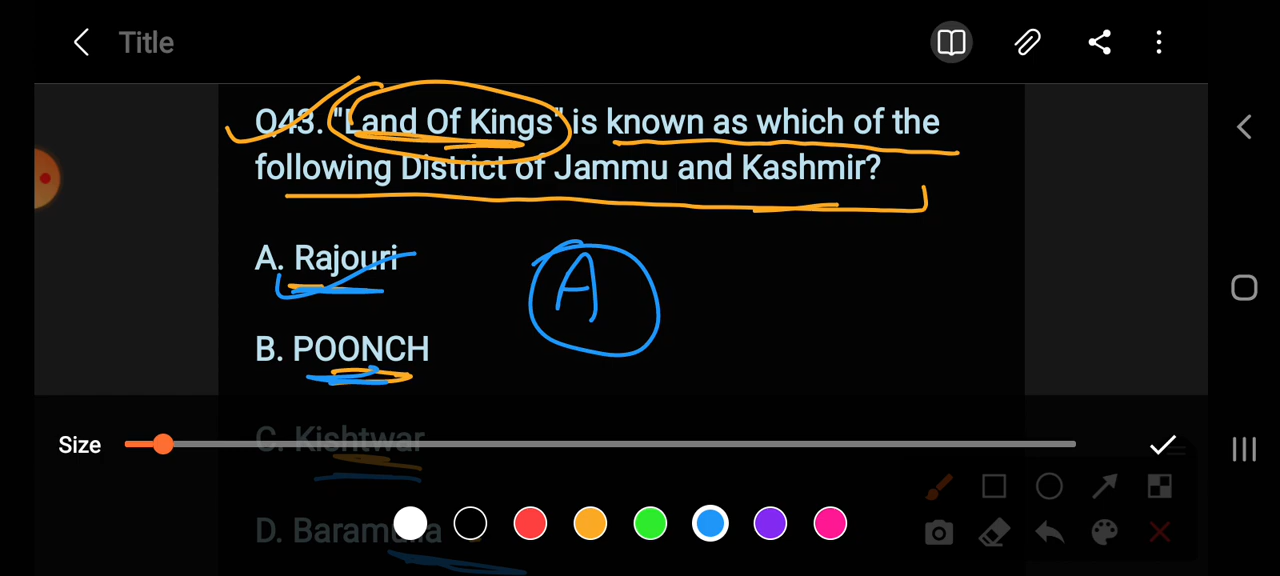 Title
Q43. "Land Of Kings" is known as which of the
following District of Jammu and Kashmir?
A. Rajouri
A
B. POONCH
C. Kishtwar
Size
D. Baramulla